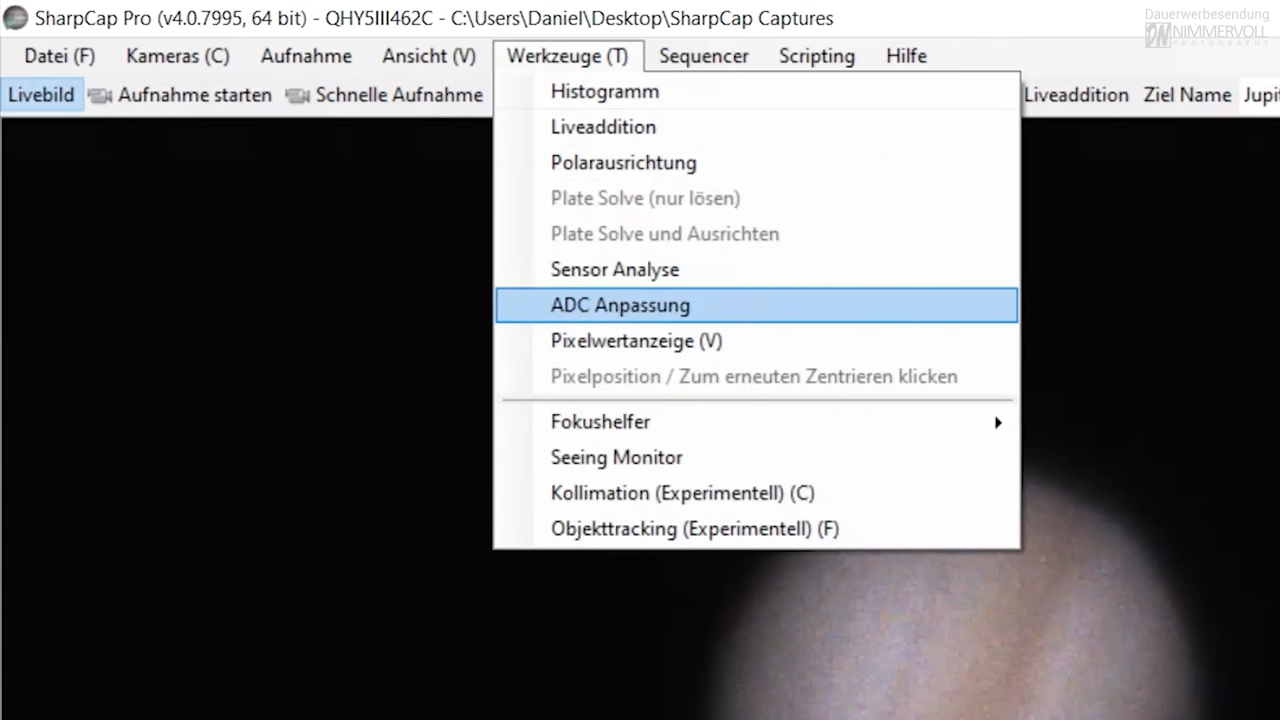 SharpCap Pro (v4.0.7995, 64 bit) - QHY5III462C - C:\Users\Daniel\Desktop\SharpCap Captures
Dauerwerbesendung
NIMMERVOLL
PHOTOGRAPHY
Datei (F) Kameras (C) Aufnahme Ansicht (V) Werkzeuge (T) Sequencer Scripting Hilfe
Livebild Aufnahme starten Schnelle Aufnahme Liveaddition Ziel Name Jupit
Histogramm
Liveaddition
Polarausrichtung
Plate Solve (nur lösen)
Plate Solve und Ausrichten
Sensor Analyse
ADC Anpassung
Pixelwertanzeige (V)
Pixelposition / Zum erneuten Zentrieren klicken
Fokushelfer
Seeing Monitor
Kollimation (Experimentell) (C)
Objekttracking (Experimentell) (F)